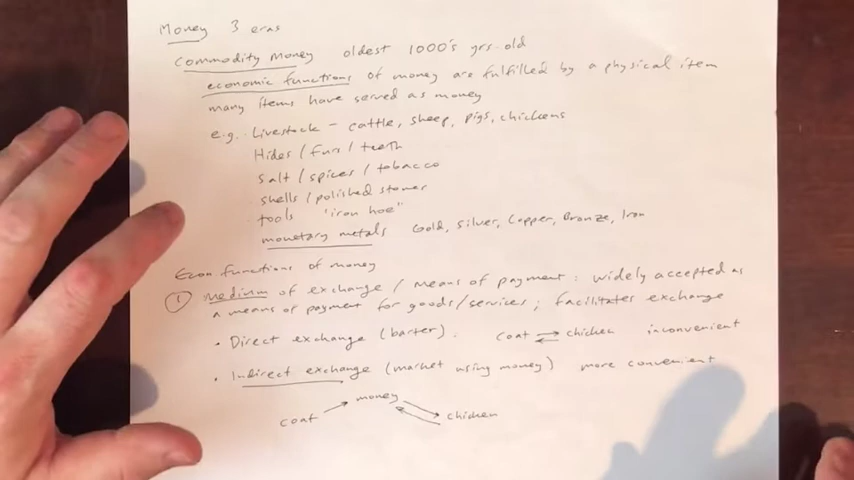 Money 3 eras
Commodity Money oldest 1000's yrs-old
economic functions of money are fulfilled by a physical item
many items have served as money
e.g. Livestock - cattle, sheep, pigs, chickens
Hides / furs / teeth
Salt / spices / tobacco
shells / polished stones
tools "iron hoe"
monetary metals Gold, Silver, Copper, Bronze, Iron
Econ functions of money
① Medium of exchange / means of payment: widely accepted as
a means of payment for goods/services; facilitates exchange
• Direct exchange (barter). coat ⇌ chicken inconvenient
• Indirect exchange (market using money) more convenient
money
coat → chicken